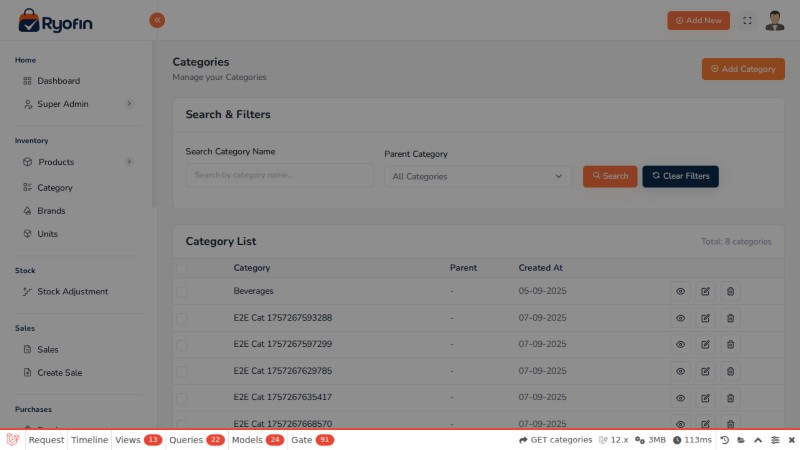 Ryofin
Add New
Home
Dashboard
Super Admin
Inventory
Products
Category
Brands
Units
Stock
Stock Adjustment
Sales
Sales
Create Sale
Purchases
Categories
Manage your Categories
Add Category
Search & Filters
Search Category Name
Parent Category
Search by category name...
All Categories
Search
Clear Filters
Category List
Total: 8 categories
Category Parent Created At
Beverages - 05-09-2025
E2E Cat 1757267593288 - 07-09-2025
E2E Cat 1757267597299 - 07-09-2025
E2E Cat 1757267629785 - 07-09-2025
E2E Cat 1757267635417 - 07-09-2025
E2E Cat 1757267668570 - 07-09-2025
Request Timeline Views 13 Queries 22 Models 24 Gate 91 GET categories 12.x 3MB 113ms